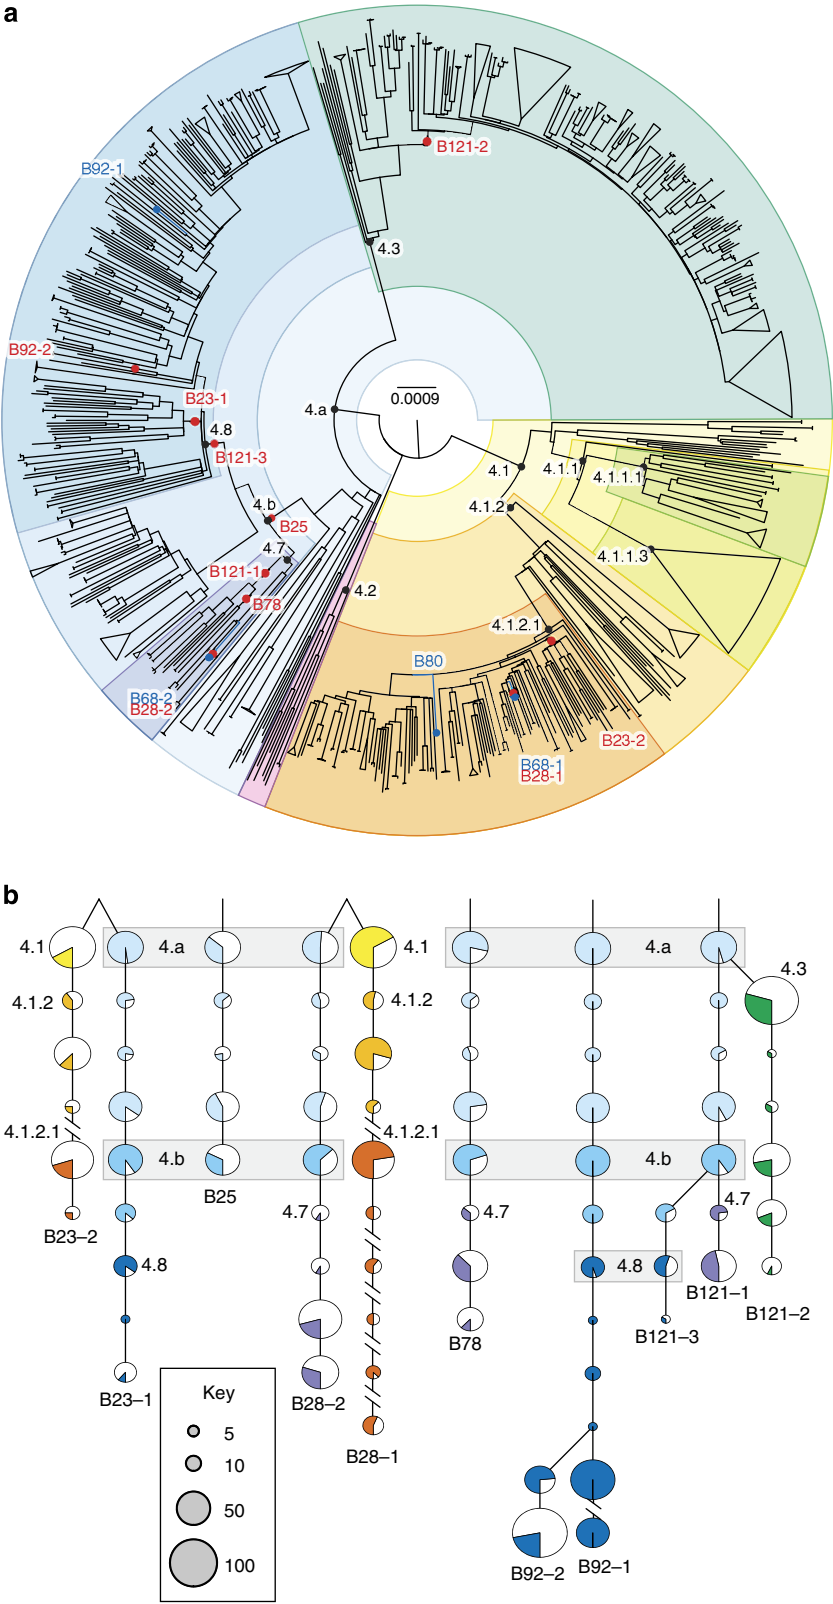 a
B121-2
B92-1
4.3
B92-2
0.0009
B23-1
4.a
4.8
B121-3
4.1
4.1.1
4.1.1.1
4.b
4.1.2
B25
4.7
4.1.1.3
B121-1
4.2
B78
4.1.2.1
B80
B68-2
B28-2
B23-2
B68-1
B28-1
b
4.1
4.a
4.1
4.a
4.3
4.1.2
4.1.2
4.1.2.1
4.1.2.1
4.b
4.b
B25
4.7
4.7
4.7
B23–2
4.8
4.8
B121–1
B121–2
B78
B121–3
Key
B23–1
B28–2
5
B28–1
10
50
100
B92–2
B92–1